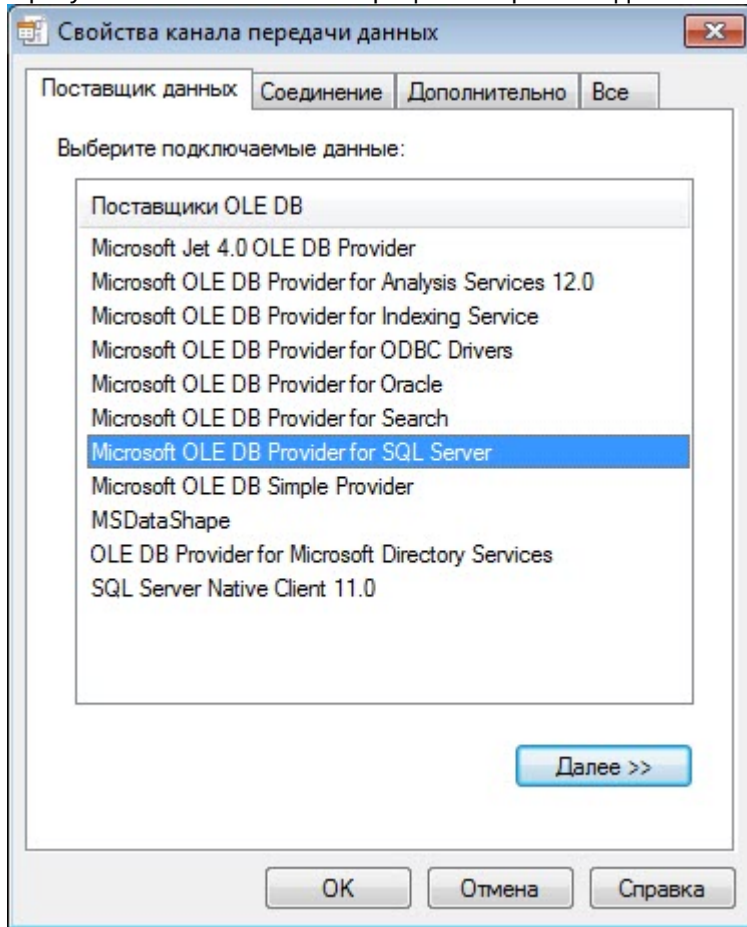 Свойства канала передачи данных
Поставщик данных Соединение Дополнительно Все
Выберите подключаемые данные:
Поставщики OLE DB
Microsoft Jet 4.0 OLE DB Provider
Microsoft OLE DB Provider for Analysis Services 12.0
Microsoft OLE DB Provider for Indexing Service
Microsoft OLE DB Provider for ODBC Drivers
Microsoft OLE DB Provider for Oracle
Microsoft OLE DB Provider for Search
Microsoft OLE DB Provider for SQL Server
Microsoft OLE DB Simple Provider
MSDataShape
OLE DB Provider for Microsoft Directory Services
SQL Server Native Client 11.0
Далее >>
OK Отмена Справка